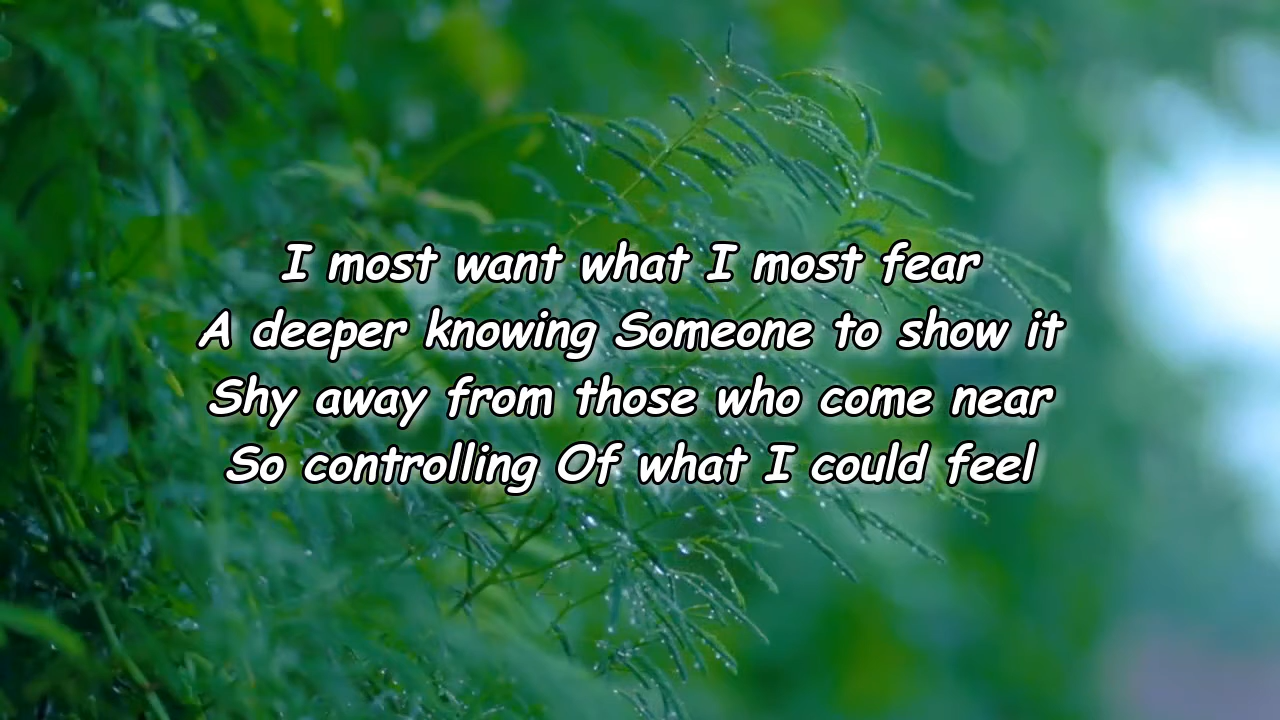 I most want what I most fear
A deeper knowing Someone to show it
Shy away from those who come near
So controlling Of what I could feel